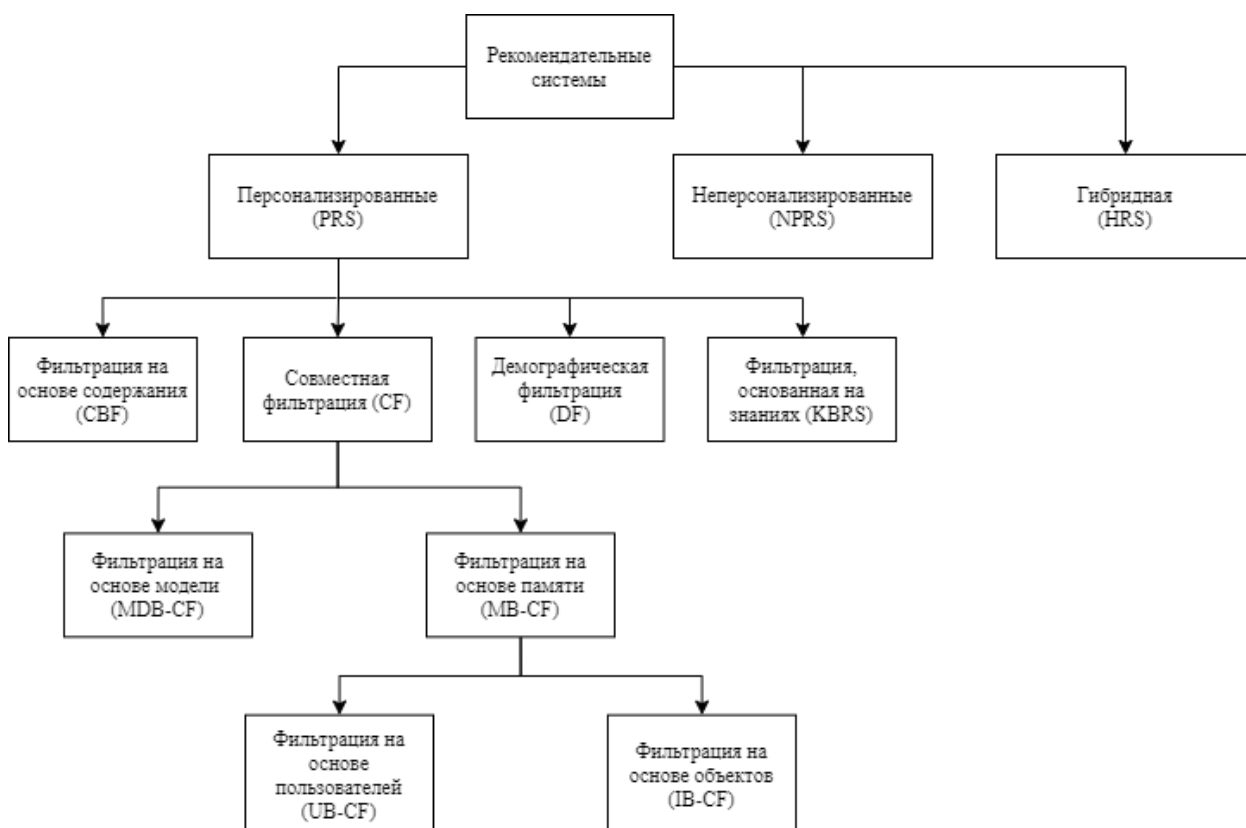 Рекомендательные
системы
Персонализированные
(PRS)
Неперсонализированные
(NPRS)
Гибридная
(HRS)
Фильтрация на
основе содержания
(CBF)
Совместная
фильтрация (CF)
Демографическая
фильтрация
(DF)
Фильтрация,
основанная на
знаниях (KBRS)
Фильтрация на
основе модели
(MDB-CF)
Фильтрация на
основе памяти
(MB-CF)
Фильтрация на
основе
пользователей
(UB-CF)
Фильтрация на
основе объектов
(IB-CF)